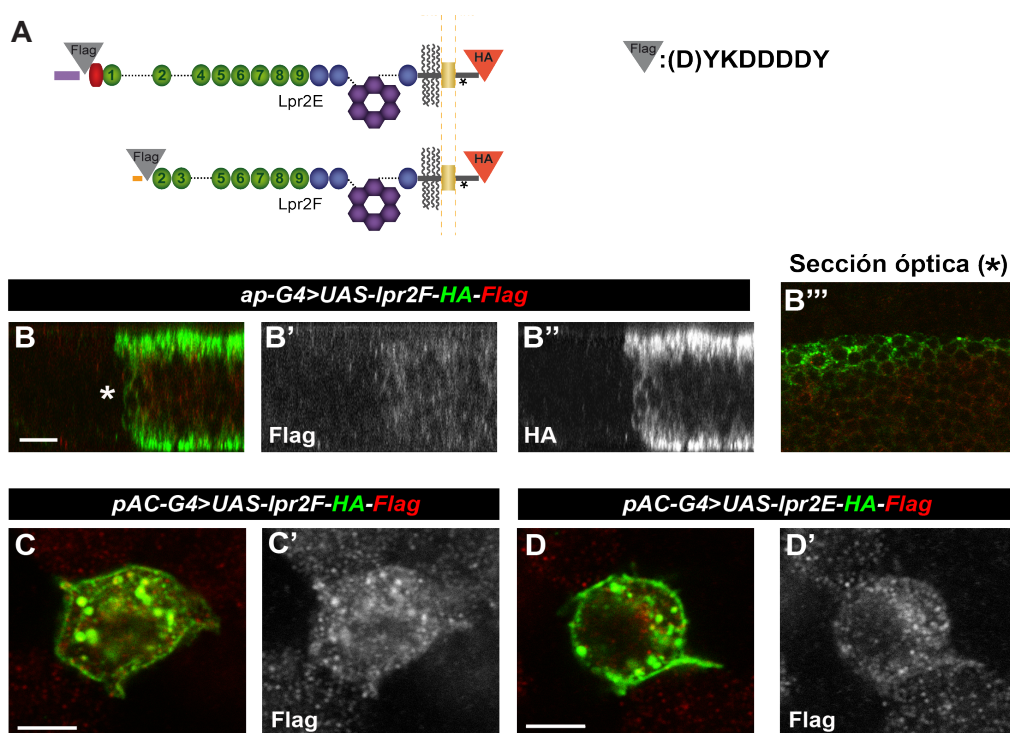 A
Flag
HA
Flag :(D)YKDDDDY
1 2 4 5 6 7 8 9
Lpr2E
*
Flag
HA
2 3 5 6 7 8 9
Lpr2F
*
Sección óptica (*)
ap-G4>UAS-lpr2F-HA-Flag
B
*
B'
Flag
B''
HA
B'''
pAC-G4>UAS-lpr2F-HA-Flag
pAC-G4>UAS-lpr2E-HA-Flag
C
C'
Flag
D
D'
Flag